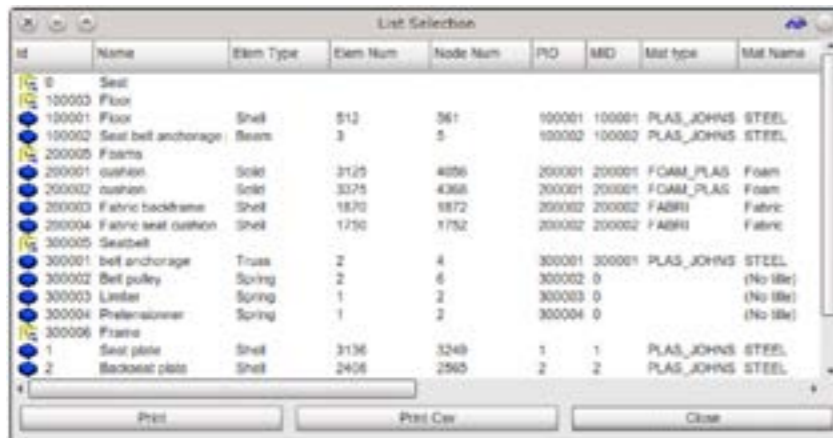 List Selection
Id Name Elem Type Elem Num Node Num PID MID Mat type Mat Name
0 Seat
100003 Floor
100001 Floor Shell 512 561 100001 100001 PLAS_JOHNS STEEL
100002 Seat belt anchorage Beam 3 5 100002 100002 PLAS_JOHNS STEEL
200005 Foams
200001 cushion Solid 3125 4056 200001 200001 FOAM_PLAS Foam
200002 cushion Solid 3375 4368 200001 200001 FOAM_PLAS Foam
200003 Fabric backframe Shell 1870 1872 200002 200002 FABRI Fabric
200004 Fabric seat cushion Shell 1750 1752 200002 200002 FABRI Fabric
300005 Seatbelt
300001 belt anchorage Truss 2 4 300001 300001 PLAS_JOHNS STEEL
300002 Belt pulley Spring 2 6 300002 0 (No title)
300003 Limiter Spring 1 2 300003 0 (No title)
300004 Pretensionner Spring 1 2 300004 0 (No title)
300006 Frame
1 Seat plate Shell 3136 3249 1 1 PLAS_JOHNS STEEL
2 Backseat plate Shell 2408 2565 2 2 PLAS_JOHNS STEEL
Print Print Csv Close